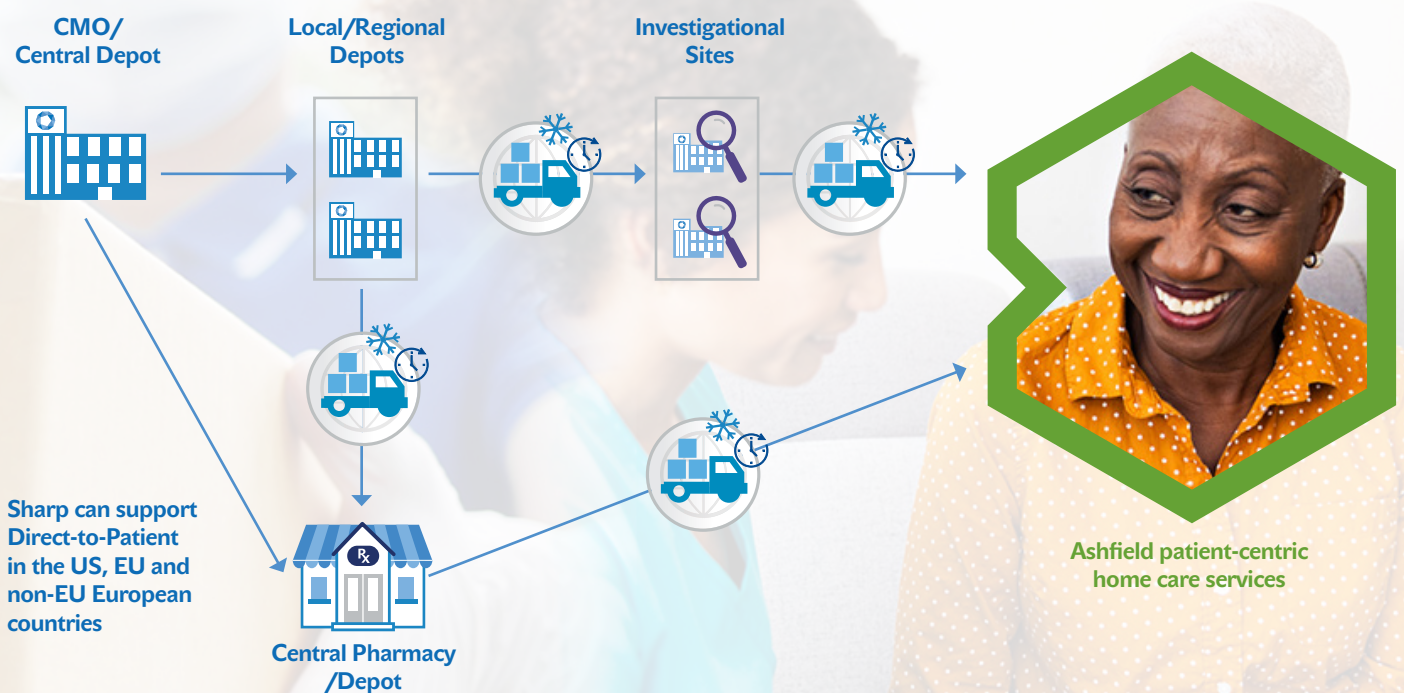 CMO/
Central Depot
Local/Regional
Depots
Investigational
Sites
Sharp can support
Direct-to-Patient
in the US, EU and
non-EU European
countries
Rx
Central Pharmacy
/Depot
Ashfield patient-centric
home care services